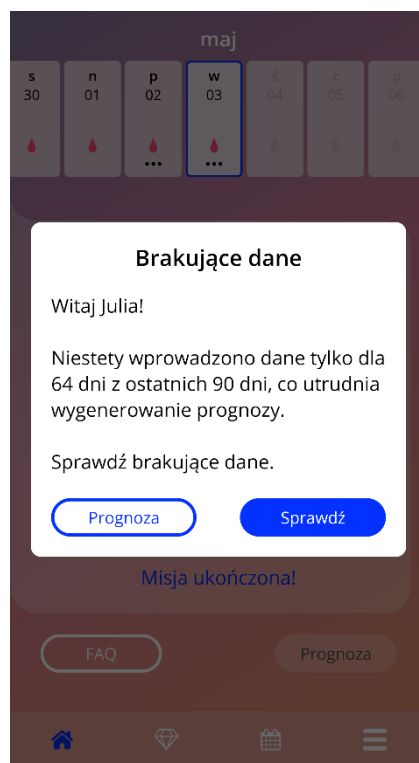 maj
s n p w ś c p
30 01 02 03 04 05 06
Brakujące dane
Witaj Julia!
Niestety wprowadzono dane tylko dla
64 dni z ostatnich 90 dni, co utrudnia
wygenerowanie prognozy.
Sprawdź brakujące dane.
Prognoza Sprawdź
Misja ukończona!
FAQ Prognoza